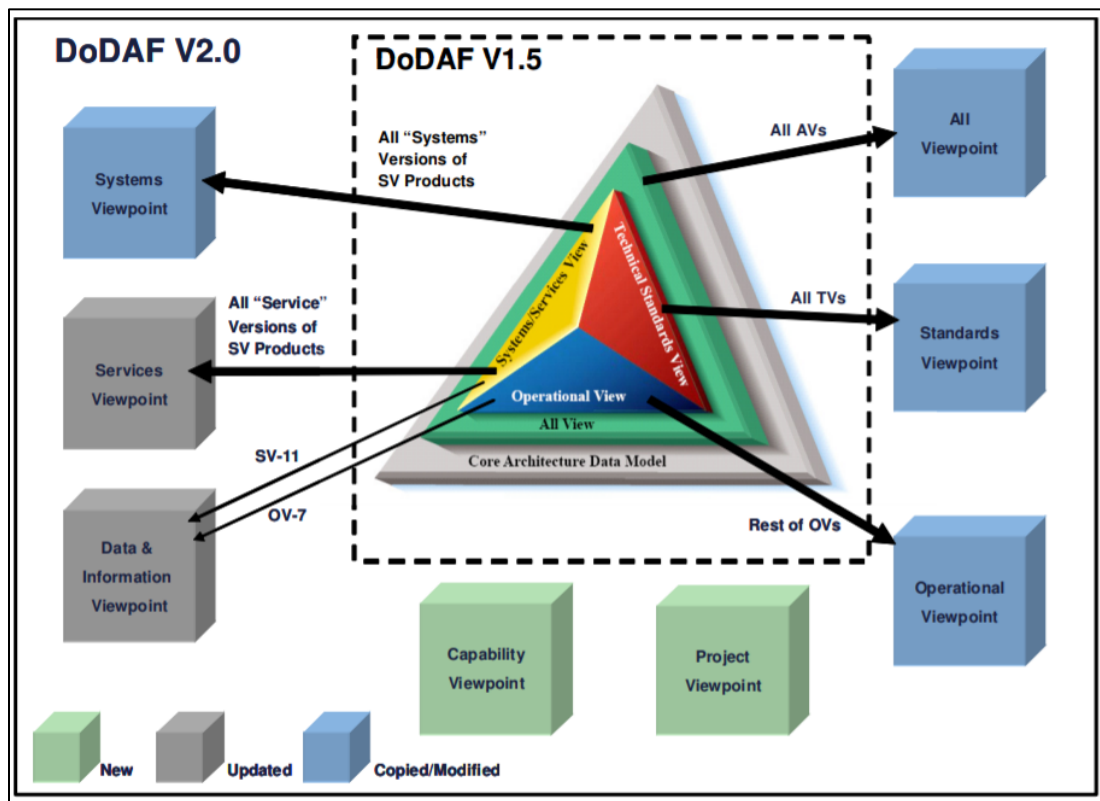 DoDAF V2.0
DoDAF V1.5
All "Systems"
Versions of
SV Products
All AVs
All
Viewpoint
Systems
Viewpoint
Systems/Services View
Technical Standards View
All "Service"
Versions of
SV Products
All TVs
Standards
Viewpoint
Services
Viewpoint
Operational View
All View
Core Architecture Data Model
SV-11
OV-7
Rest of OVs
Data &
Information
Viewpoint
Operational
Viewpoint
Capability
Viewpoint
Project
Viewpoint
New
Updated
Copied/Modified